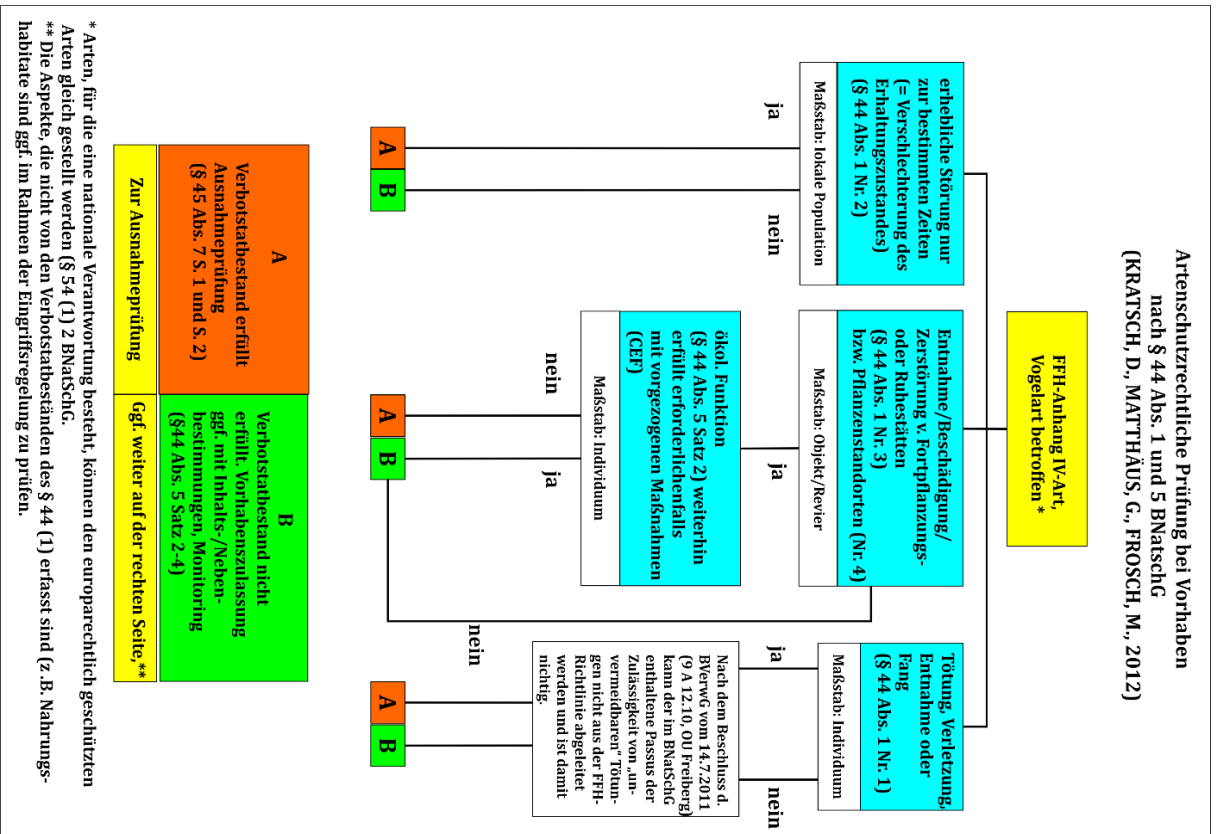 Artenschutzrechtliche Prüfung bei Vorhaben
nach § 44 Abs. 1 und 5 BNatschG
(KRATSCH, D., MATTHÄUS, G., FROSCH, M., 2012)
FFH-Anhang IV-Art,
Vogelart betroffen *
erhebliche Störung nur
zur bestimmten Zeiten
(= Verschlechterung des
Erhaltungszustandes)
(§ 44 Abs. 1 Nr. 2)
Maßstab: lokale Population
ja
nein
A
B
Entnahme/Beschädigung/
Zerstörung v. Fortpflanzungs-
oder Ruhestätten
(§ 44 Abs. 1 Nr. 3)
bzw. Pflanzenstandorten (Nr. 4)
Maßstab: Objekt/Revier
ja
nein
ökol. Funktion
(§ 44 Abs. 5 Satz 2) weiterhin
erfüllt erforderlichenfalls
mit vorgezogenen Maßnahmen
(CEF)
Maßstab: Individuum
nein
ja
A
B
Tötung, Verletzung,
Entnahme oder
Fang
(§ 44 Abs. 1 Nr. 1)
Maßstab: Individuum
ja
nein
Nach dem Beschluss d.
BVerwG vom 14.7.2011
(9 A 12.10, OU Freiberg)
kann der im BNatSchG
enthaltene Passus der
Zulässigkeit von „un-
vermeidbaren“ Tötun-
gen nicht aus der FFH-
Richtlinie abgeleitet
werden und ist damit
nichtig.
A
B
A
Verbotstatbestand erfüllt
Ausnahmeprüfung
(§ 45 Abs. 7 S. 1 und S. 2)
B
Verbotstatbestand nicht
erfüllt. Vorhabenszulassung
ggf. mit Inhalts-/Neben-
bestimmungen, Monitoring
(§44 Abs. 5 Satz 2-4)
Zur Ausnahmeprüfung
Ggf. weiter auf der rechten Seite,**
* Arten, für die eine nationale Verantwortung besteht, können den europarechtlich geschützten
Arten gleich gestellt werden (§ 54 (1) 2 BNatSchG.
** Die Aspekte, die nicht von den Verbotstatbeständen des § 44 (1) erfasst sind (z. B. Nahrungs-
habitate sind ggf. im Rahmen der Eingriffsregelung zu prüfen.